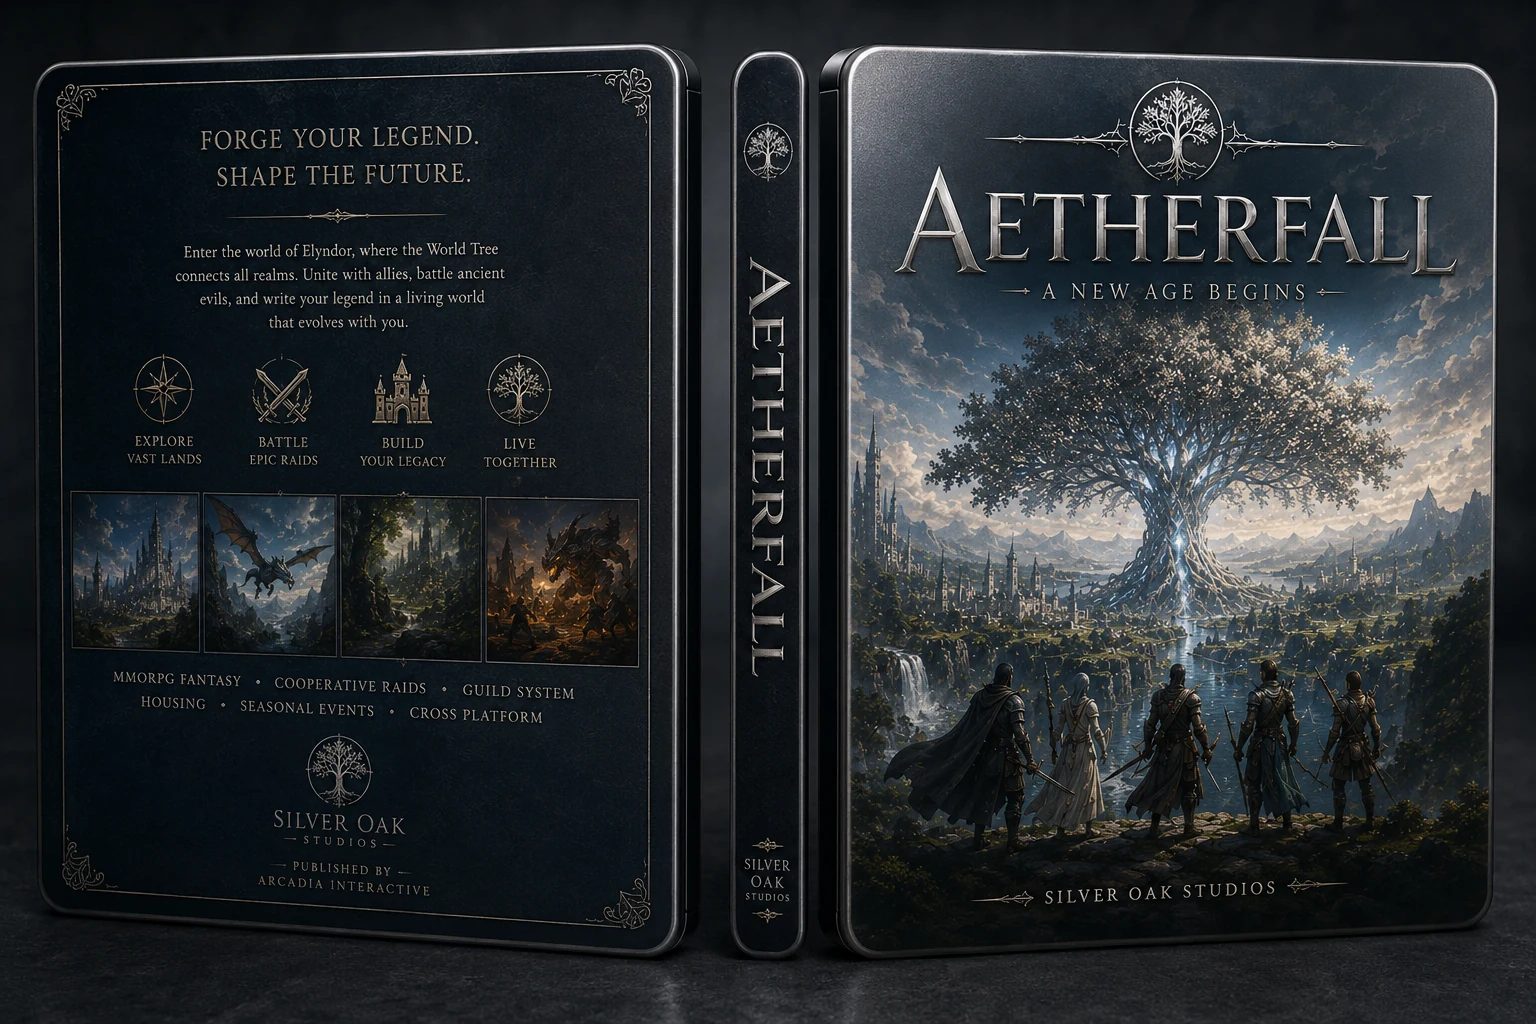 FORGE YOUR LEGEND.
SHAPE THE FUTURE.
Enter the world of Elyndor, where the World Tree
connects all realms. Unite with allies, battle ancient
evils, and write your legend in a living world
that evolves with you.
EXPLORE
VAST LANDS
BATTLE
EPIC RAIDS
BUILD
YOUR LEGACY
LIVE
TOGETHER
MMORPG FANTASY • COOPERATIVE RAIDS • GUILD SYSTEM
HOUSING • SEASONAL EVENTS • CROSS PLATFORM
SILVER OAK
STUDIOS
PUBLISHED BY
ARCADIA INTERACTIVE
AETHERFALL
SILVER
OAK
STUDIOS
AETHERFALL
A NEW AGE BEGINS
SILVER OAK STUDIOS